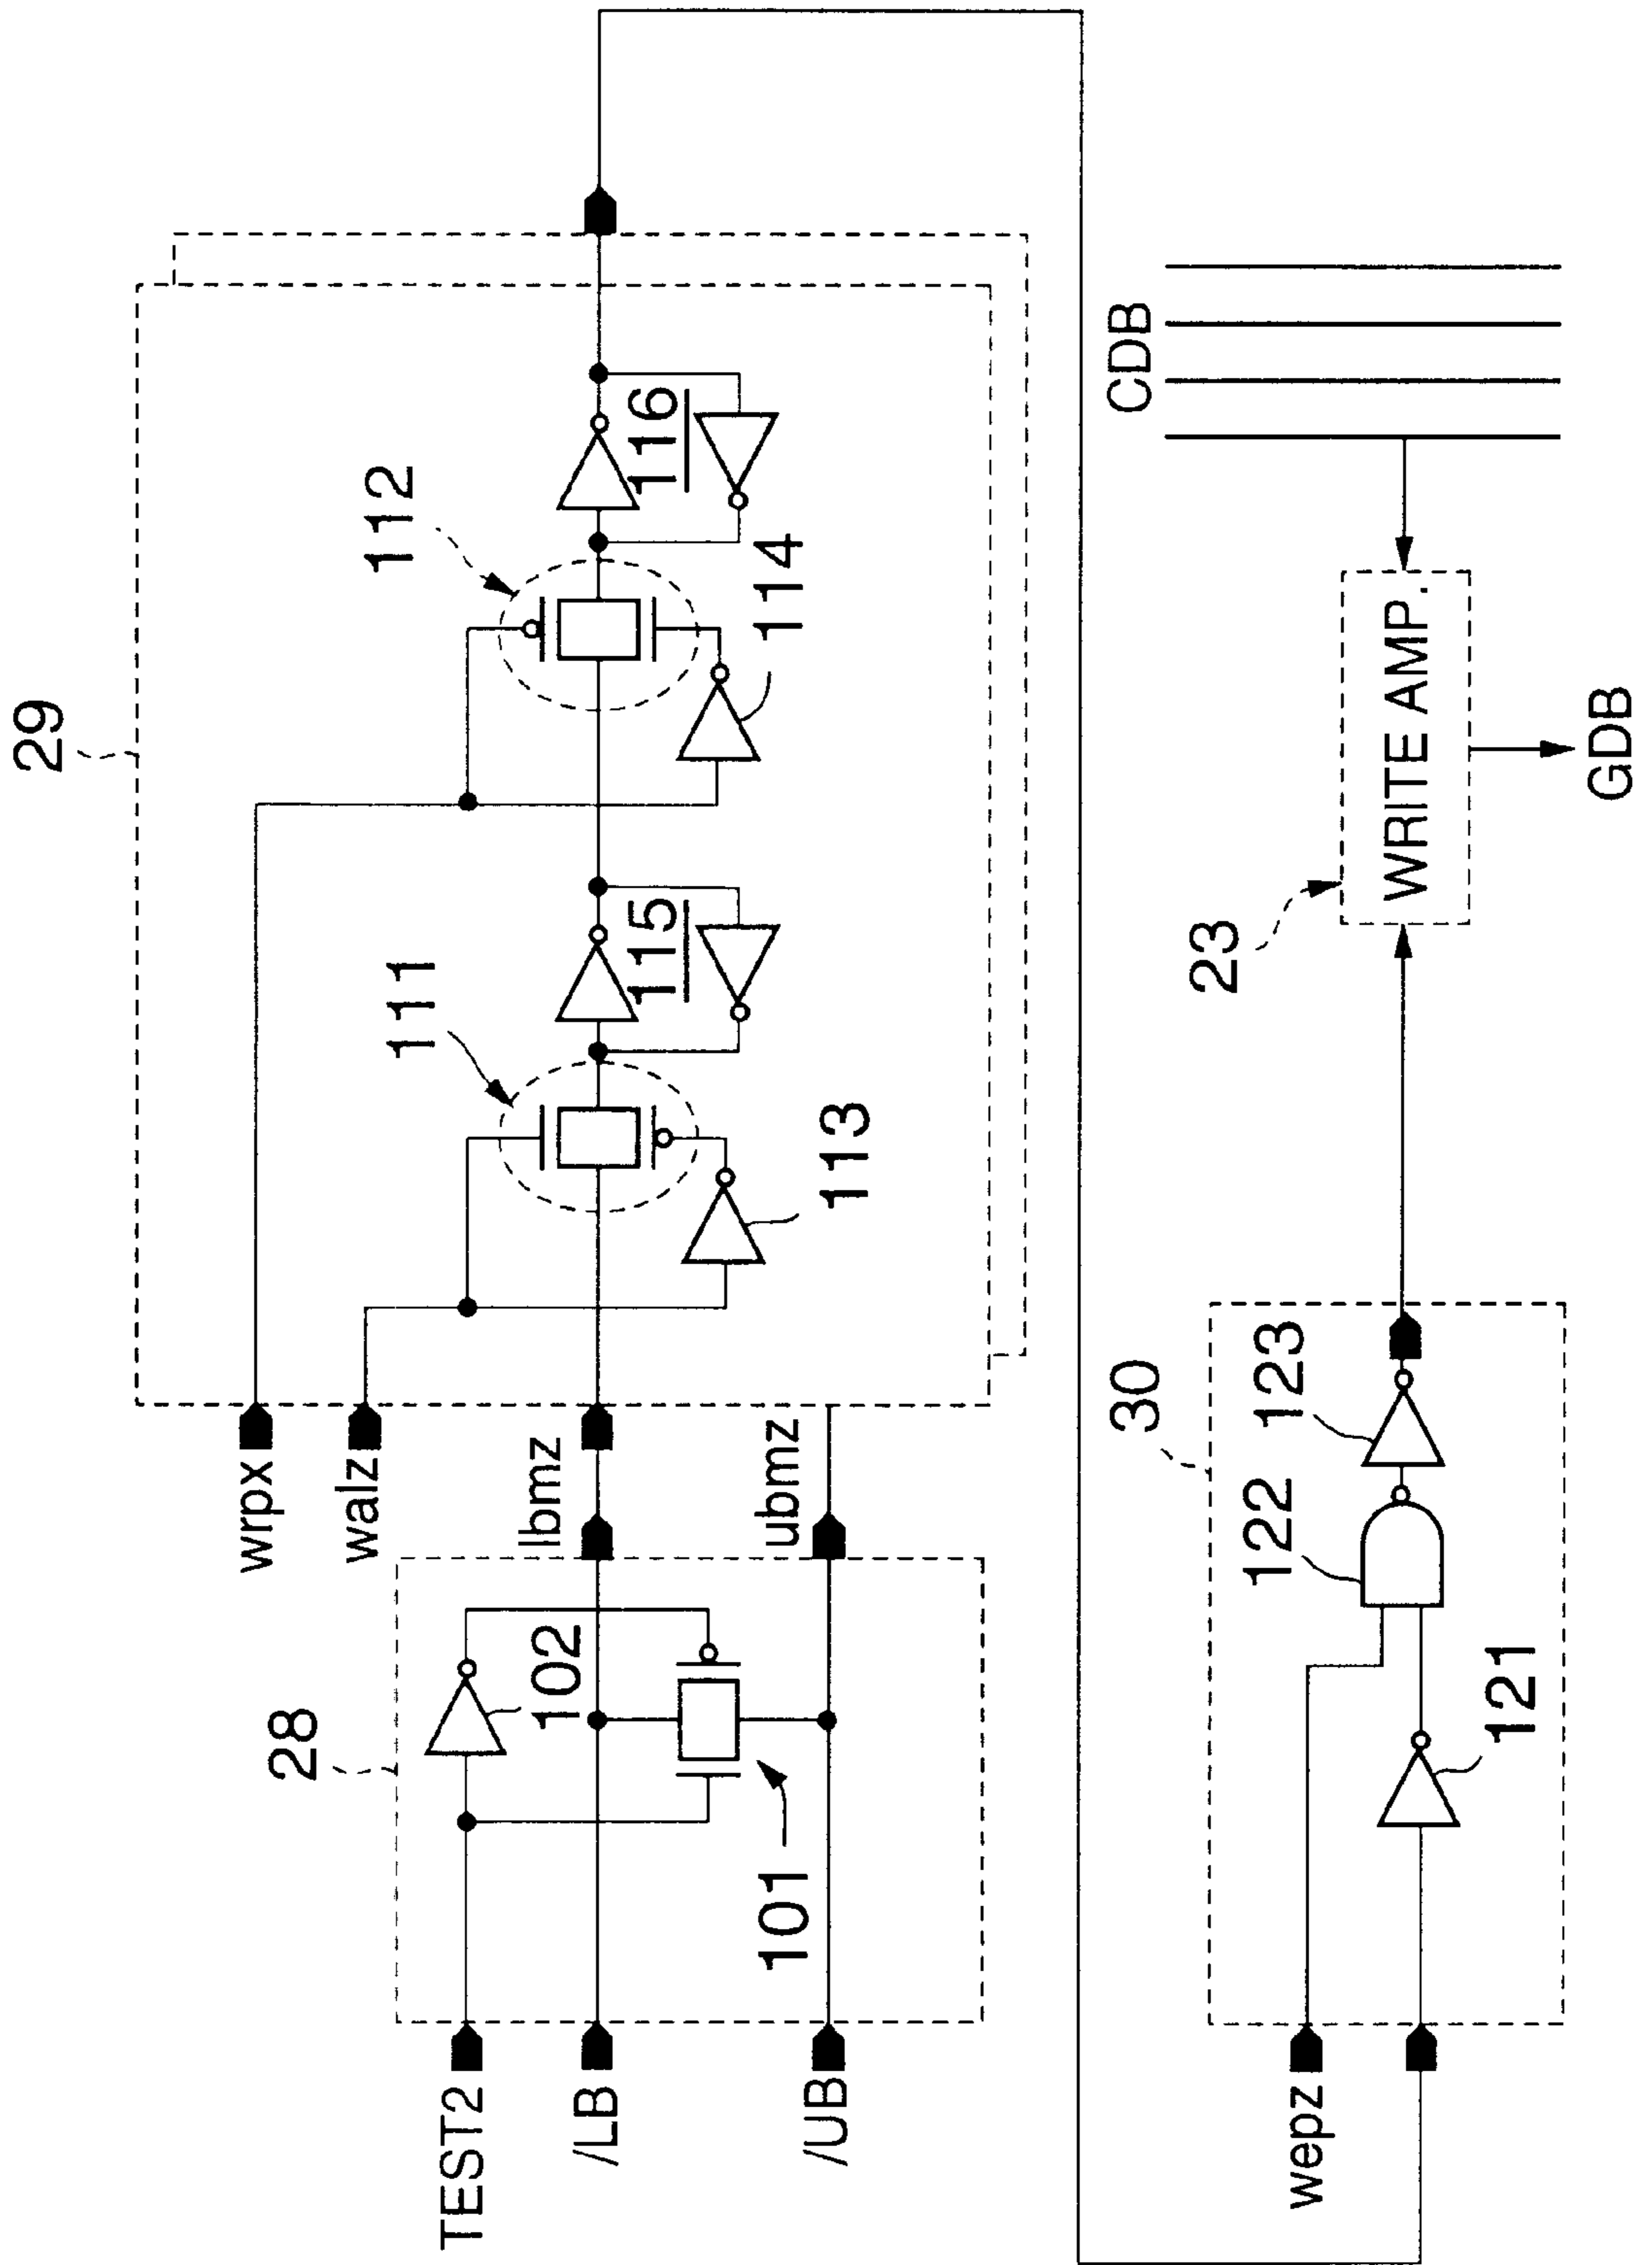 29
112
111
116
115
114
113
wrpx
walz
lbmz
ubmz
28
102
101
TEST2
/LB
/UB
CDB
23
WRITE AMP.
GDB
30
123
122
121
wepz